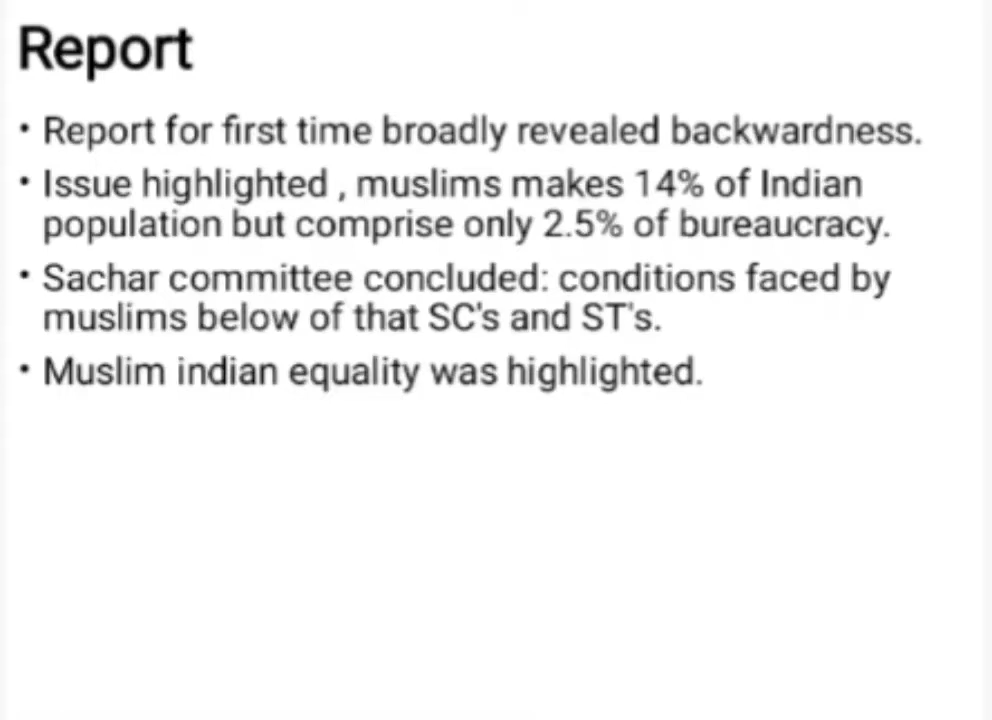 Report
• Report for first time broadly revealed backwardness.
• Issue highlighted , muslims makes 14% of Indian
population but comprise only 2.5% of bureaucracy.
• Sachar committee concluded: conditions faced by
muslims below of that SC's and ST's.
• Muslim indian equality was highlighted.